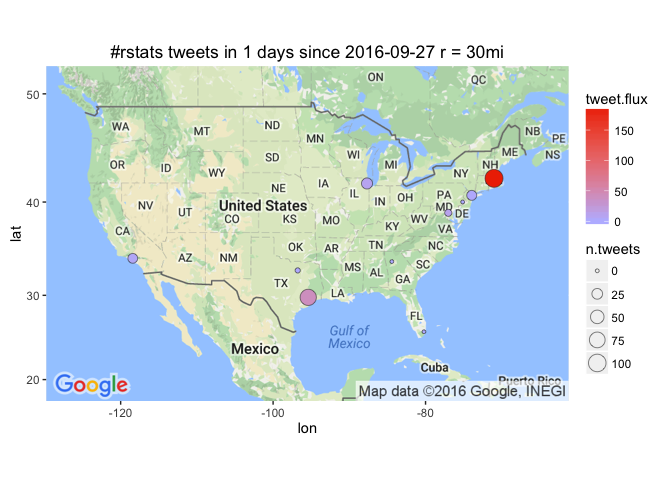 #rstats tweets in 1 days since 2016-09-27 r = 30mi
lat
50
40
30
20
-120
-100
-80
lon
ON
QC
WA
MT
ND
MN
NB
PE
ME
NS
OR
ID
SD
WI
MI
NH
WY
NY
NE
IA
IL
IN
OH
PA
NV
UT
United States
CO
KS
MO
MD
DE
WV
KY
VA
CA
AZ
NM
OK
AR
TN
NC
MS
AL
SC
GA
TX
LA
FL
Gulf of
Mexico
Mexico
Cuba
Puerto Rico
Google
Map data ©2016 Google, INEGI
tweet.flux
150
100
50
0
n.tweets
0
25
50
75
100